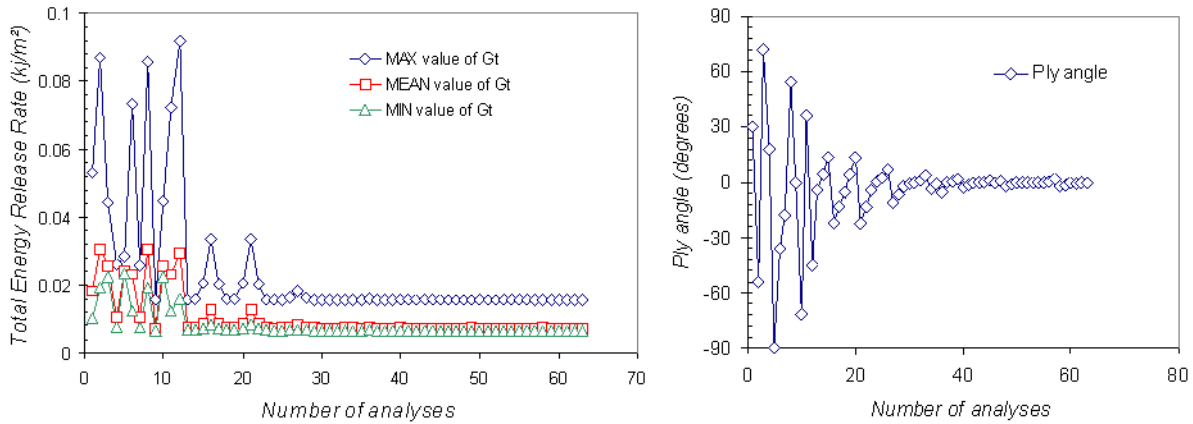 Total Energy Release Rate (kj/m²)
0.1
0.08
0.06
0.04
0.02
0
MAX value of Gt
MEAN value of Gt
MIN value of Gt
0 10 20 30 40 50 60 70
Number of analyses
Ply angle (degrees)
90
60
30
0
-30
-60
-90
Ply angle
0 20 40 60 80
Number of analyses